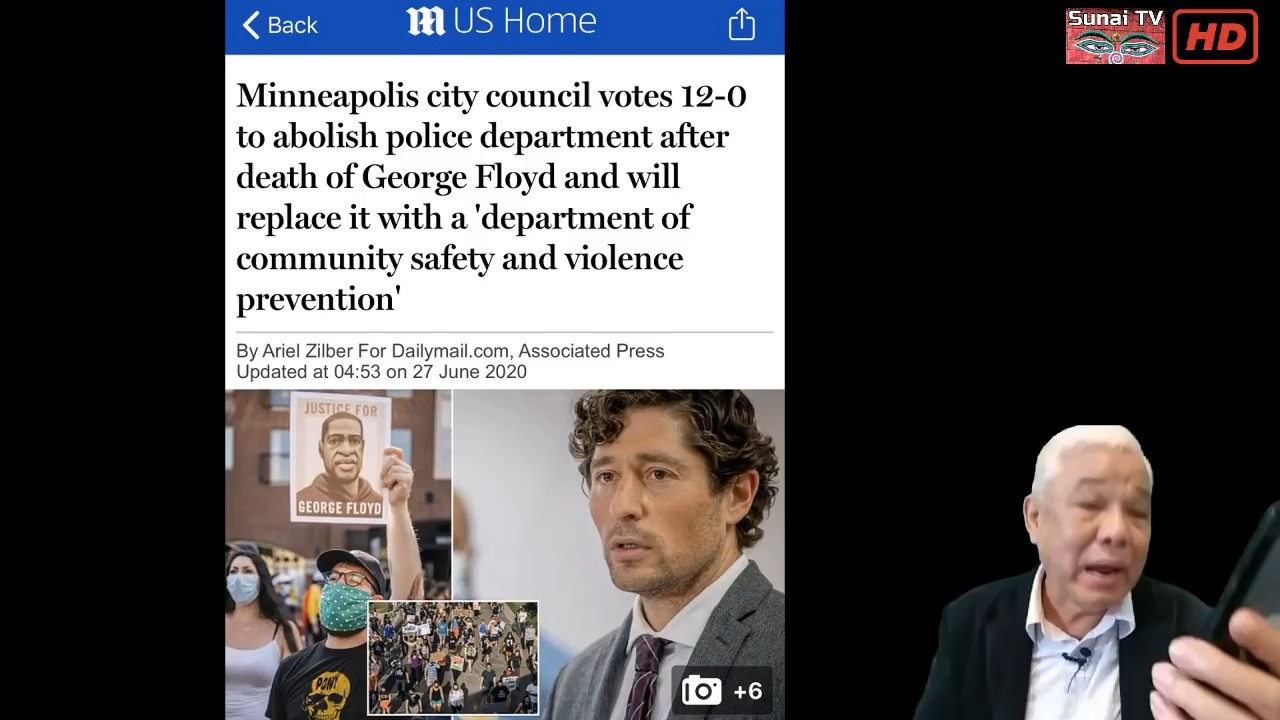 Back
US Home
Sunai TV
HD
Minneapolis city council votes 12-0
to abolish police department after
death of George Floyd and will
replace it with a 'department of
community safety and violence
prevention'
By Ariel Zilber For Dailymail.com, Associated Press
Updated at 04:53 on 27 June 2020
JUSTICE FOR
GEORGE FLOYD
PONY
+6